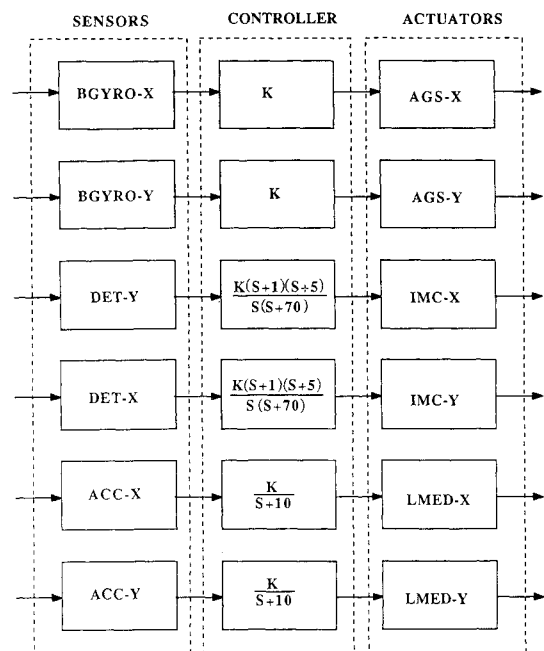 SENSORS CONTROLLER ACTUATORS
BGYRO-X K AGS-X
BGYRO-Y K AGS-Y
DET-Y K(S+1)(S÷5) IMC-X
S(S+70)
DET-X K(S+1)(S+5) IMC-Y
S(S+70)
ACC-X K LMED-X
S+10
ACC-Y K LMED-Y
S+10